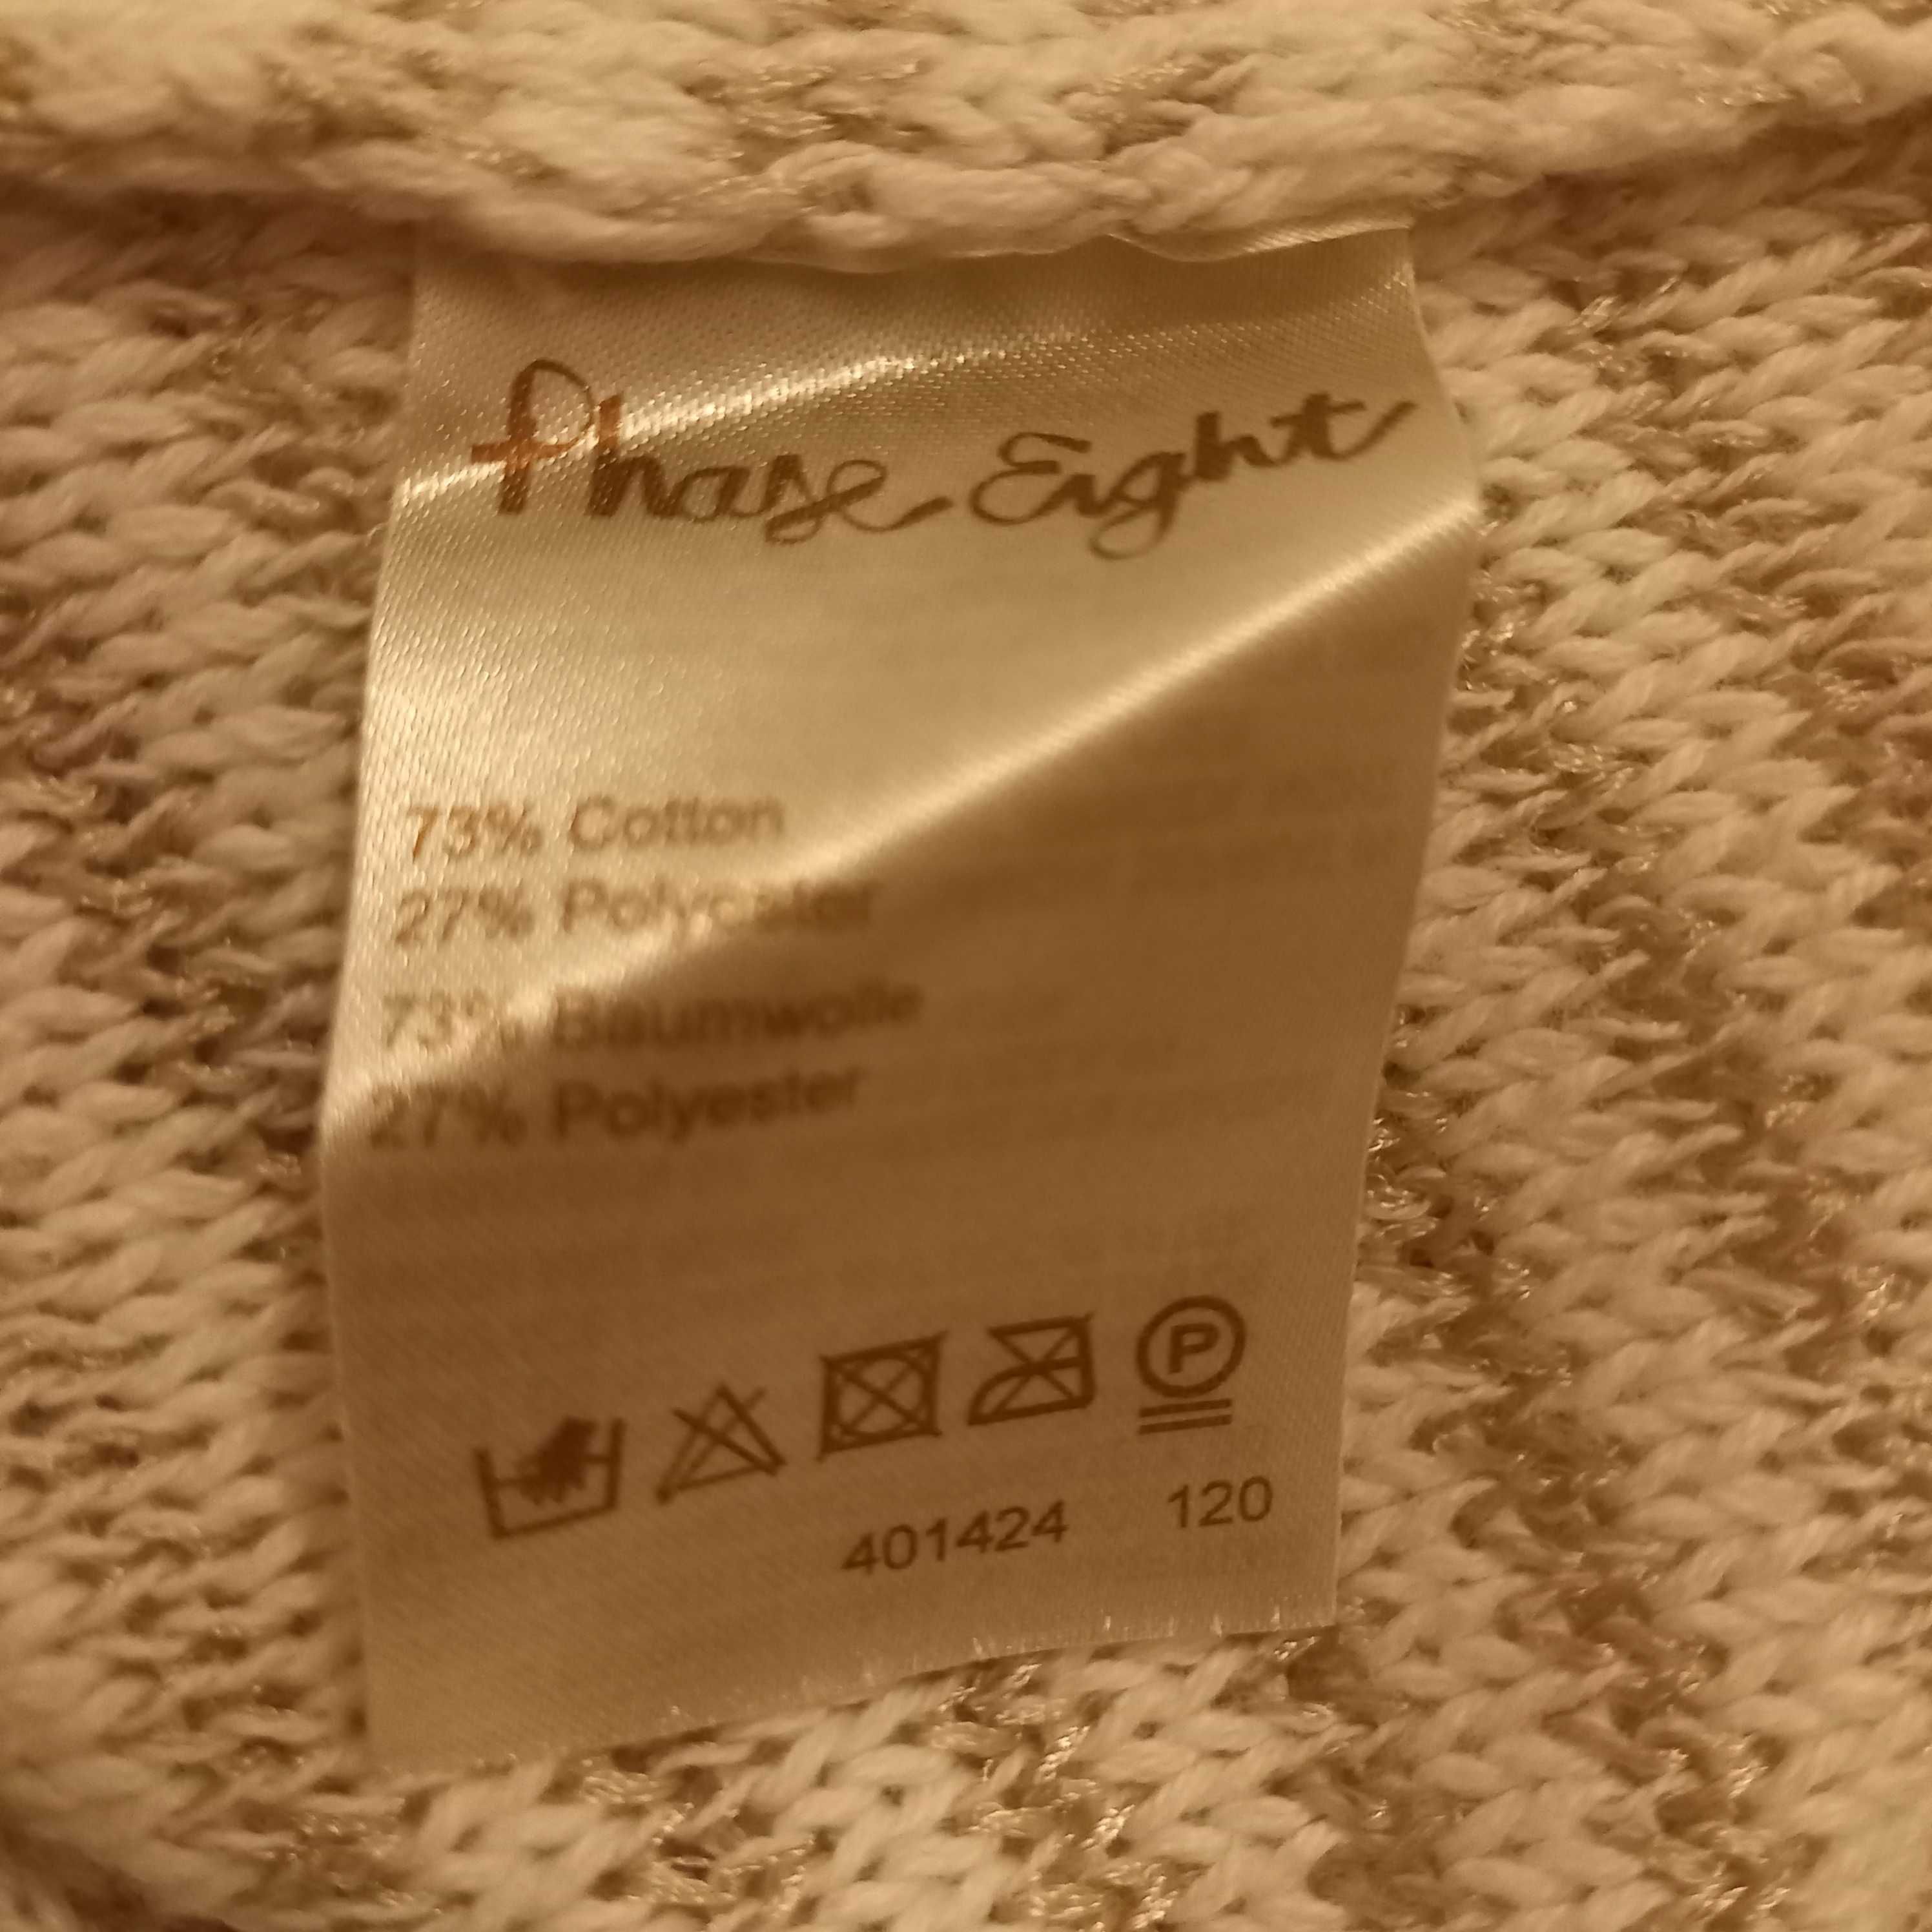 Phase Eight
73% Cotton
27% Polyester
73% Baumwolle
27% Polyester
P
401424 120